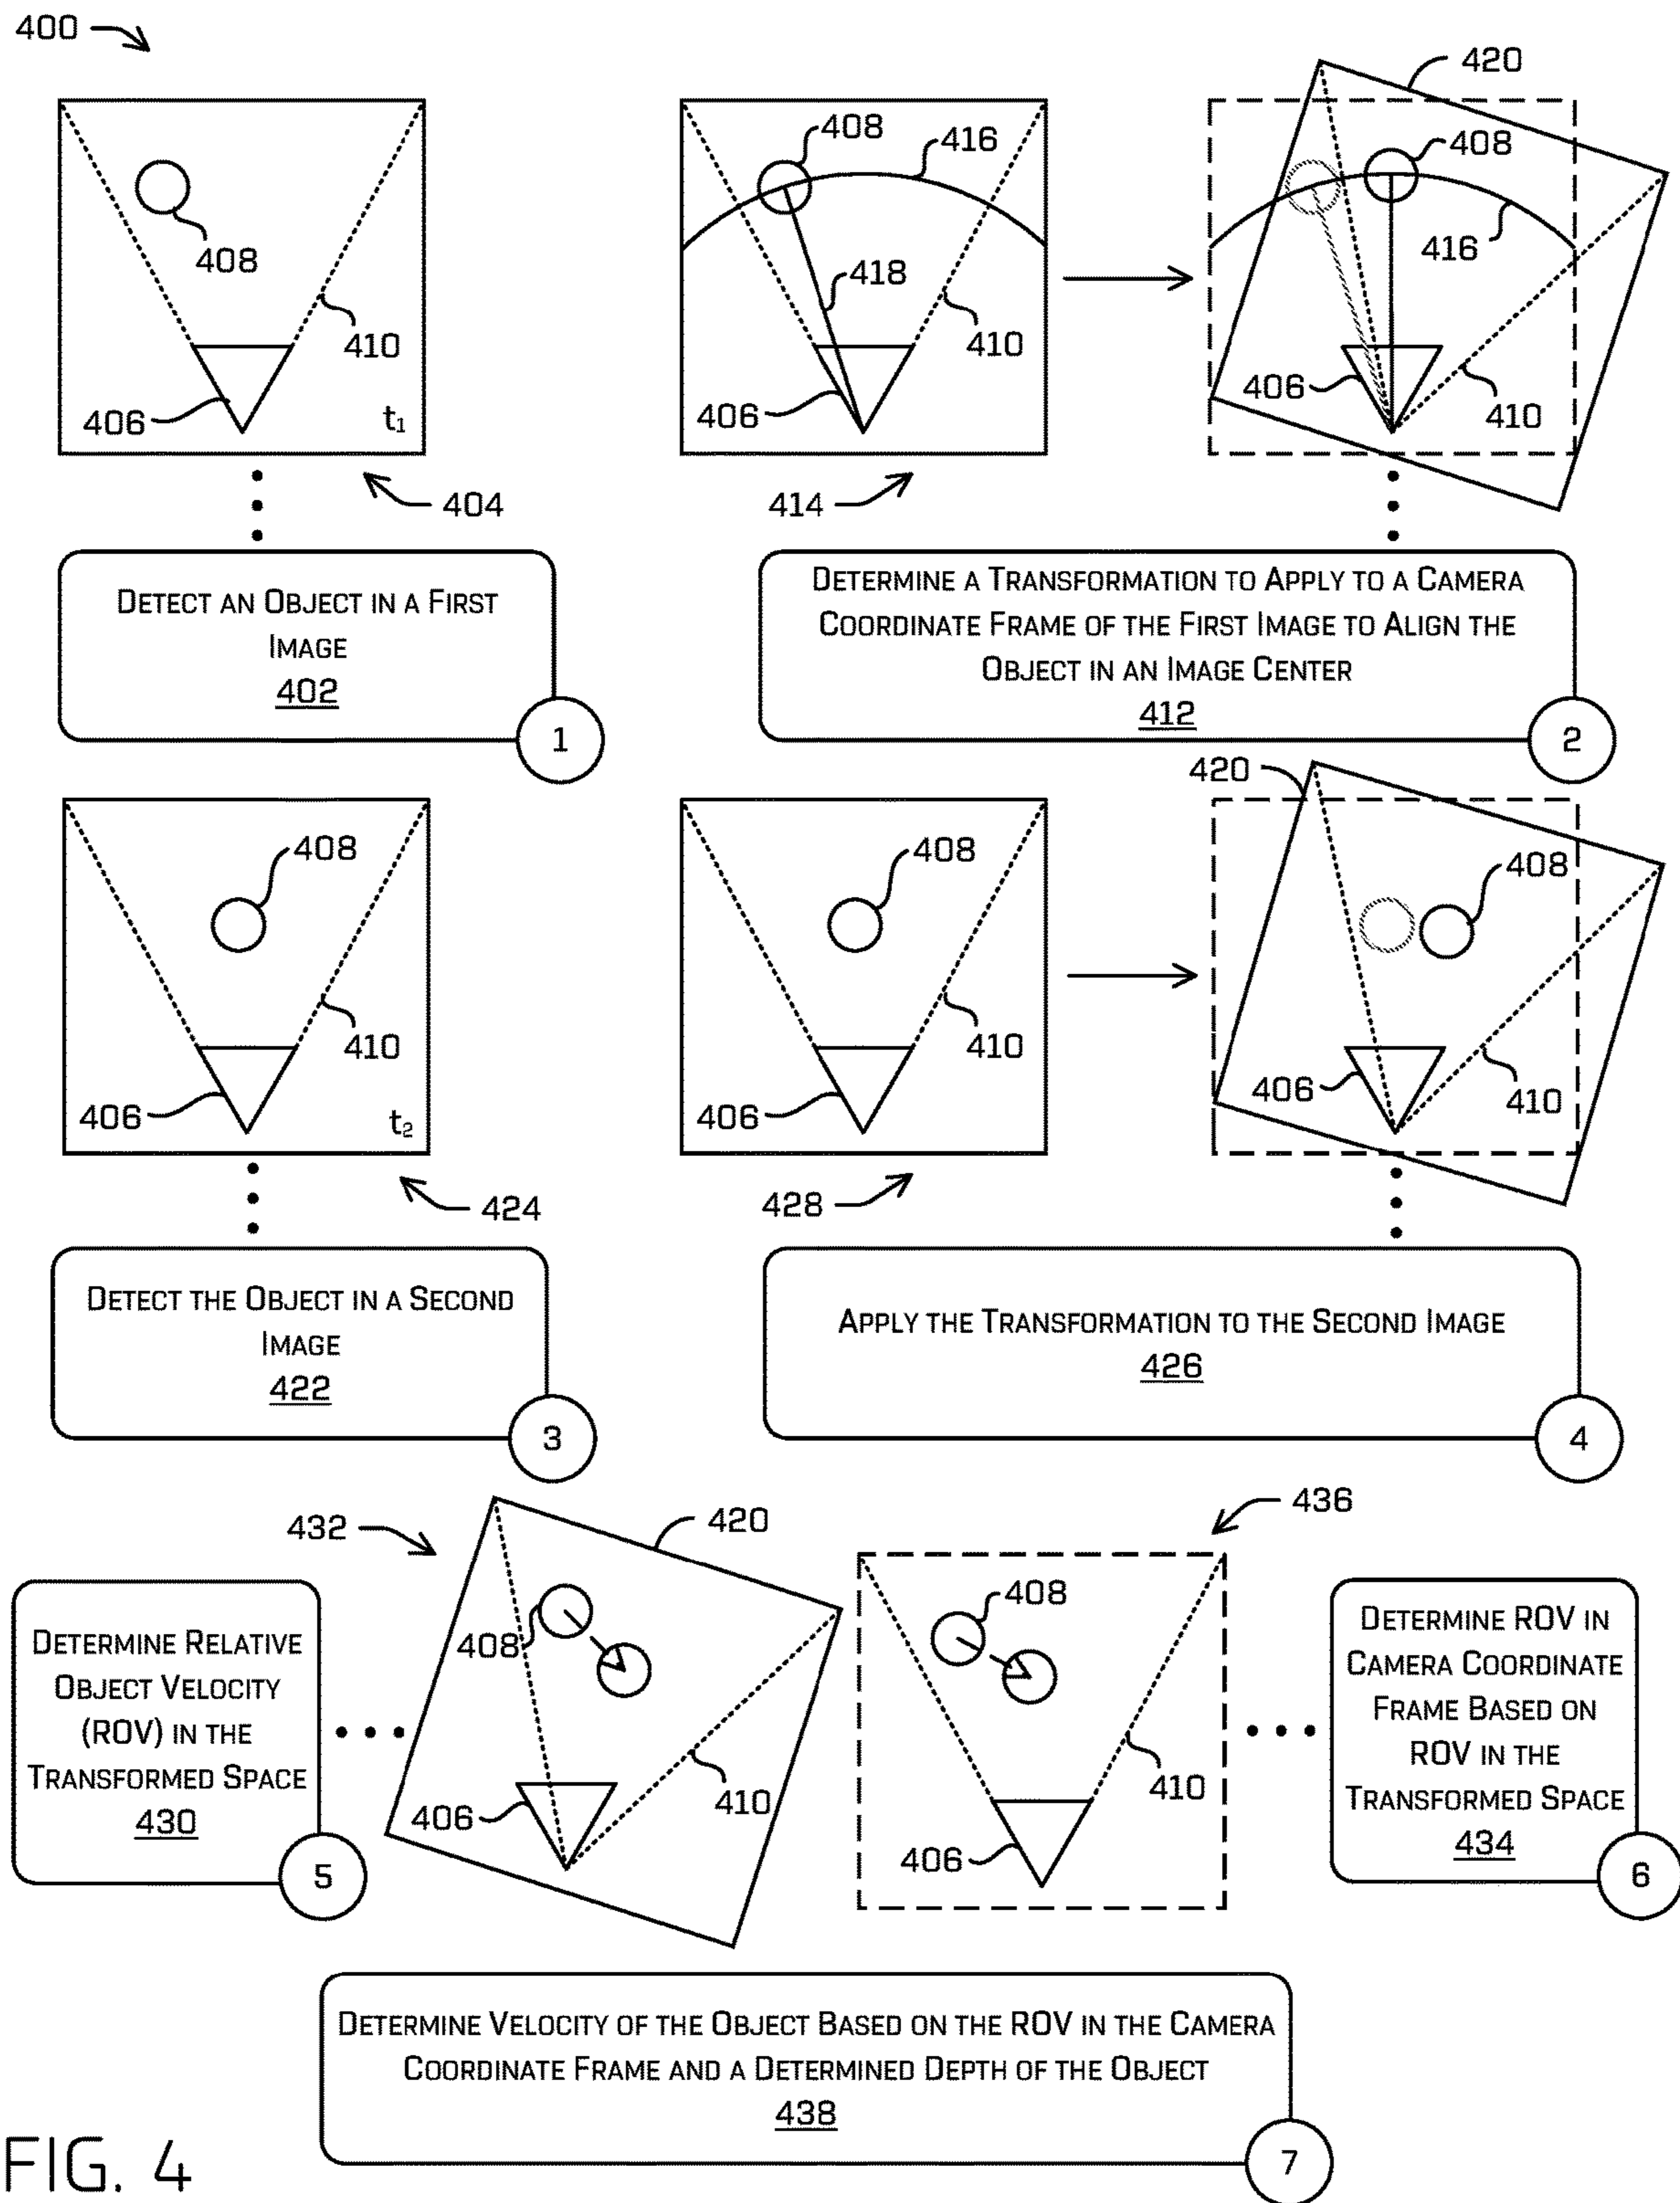 400
420
408
416
408
416
408
418
410
410
406
406
406
410
t1
404
414
DETECT AN OBJECT IN A FIRST
IMAGE
402
1
DETERMINE A TRANSFORMATION TO APPLY TO A CAMERA
COORDINATE FRAME OF THE FIRST IMAGE TO ALIGN THE
OBJECT IN AN IMAGE CENTER
412
2
420
408
408
408
410
410
406
406
406
410
t2
424
428
DETECT THE OBJECT IN A SECOND
IMAGE
422
3
APPLY THE TRANSFORMATION TO THE SECOND IMAGE
426
4
432
420
436
408
408
410
410
406
406
DETERMINE RELATIVE
OBJECT VELOCITY
(ROV) IN THE
TRANSFORMED SPACE
430
5
DETERMINE ROV IN
CAMERA COORDINATE
FRAME BASED ON
ROV IN THE
TRANSFORMED SPACE
434
6
DETERMINE VELOCITY OF THE OBJECT BASED ON THE ROV IN THE CAMERA
COORDINATE FRAME AND A DETERMINED DEPTH OF THE OBJECT
438
7
FIG. 4